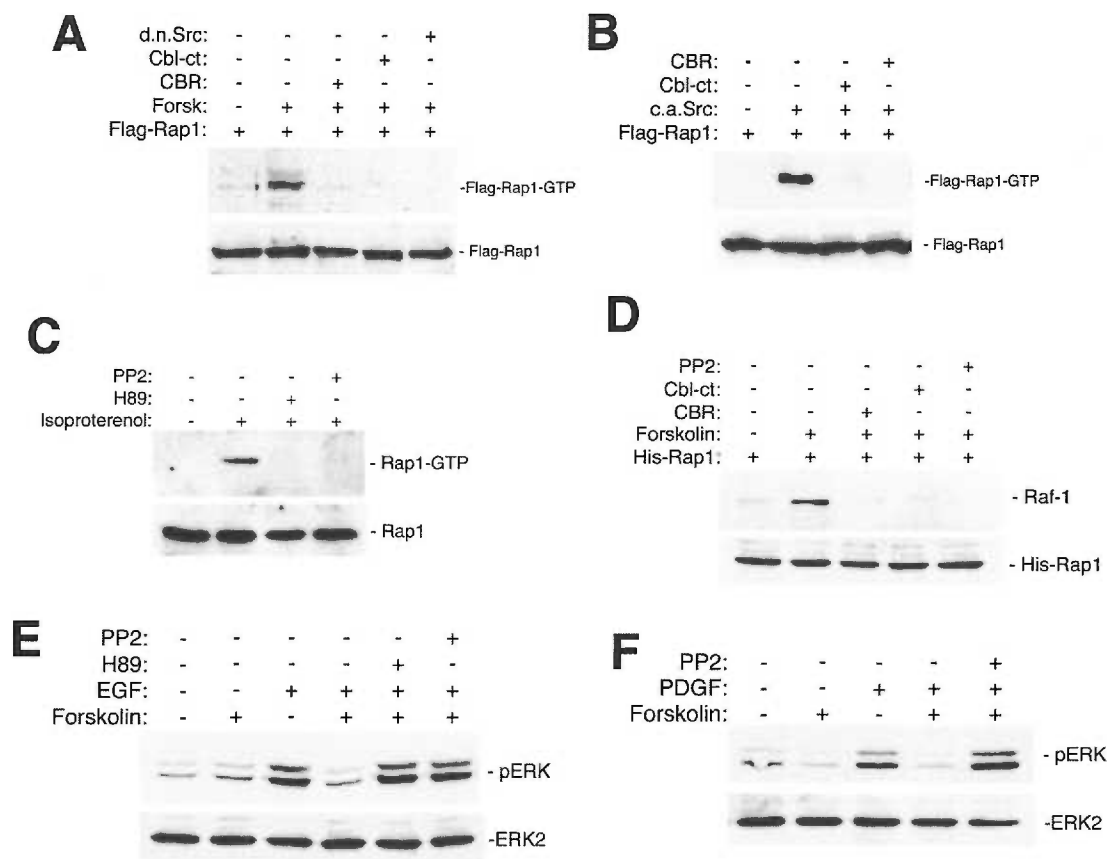 A
d.n.Src: - - - - +
Cbl-ct: - - - + -
CBR: - - + - -
Forsk: - + + + +
Flag-Rap1: + + + + +
-Flag-Rap1-GTP
- Flag-Rap1
B
CBR: - - - +
Cbl-ct: - - + -
c.a.Src: - + + +
Flag-Rap1: + + + +
-Flag-Rap1-GTP
- Flag-Rap1
C
PP2: - - - +
H89: - - + -
Isoproterenol: - + + +
- Rap1-GTP
- Rap1
D
PP2: - - - - +
Cbl-ct: - - - + -
CBR: - - + - -
Forskolin: - + + + +
His-Rap1: + + + + +
- Raf-1
- His-Rap1
E
PP2: - - - - - +
H89: - - - - + -
EGF: - - + + + +
Forskolin: - + - + + +
- pERK
-ERK2
F
PP2: - - - - +
PDGF: - - + + +
Forskolin: - + - + +
- pERK
-ERK2